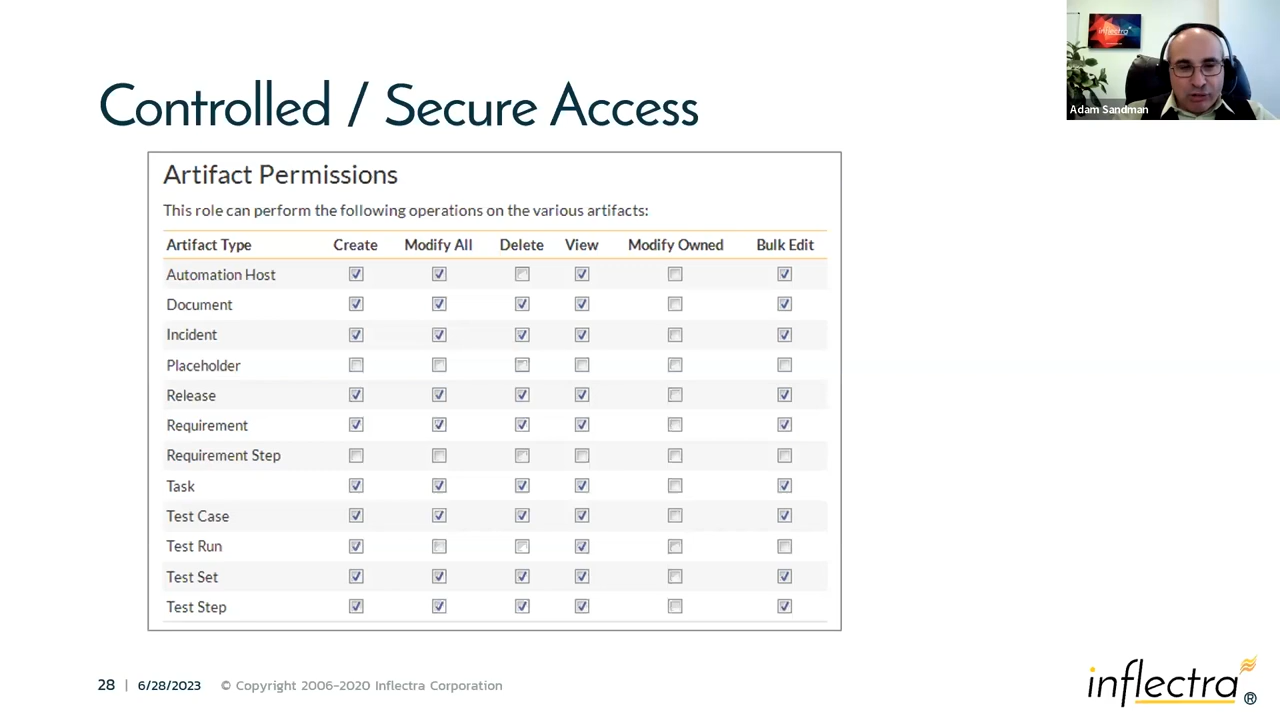 inflectra
Adam Sandman
Controlled / Secure Access
Artifact Permissions
This role can perform the following operations on the various artifacts:
Artifact Type Create Modify All Delete View Modify Owned Bulk Edit
Automation Host
Document
Incident
Placeholder
Release
Requirement
Requirement Step
Task
Test Case
Test Run
Test Set
Test Step
28 | 6/28/2023 © Copyright 2006-2020 Inflectra Corporation
inflectra®